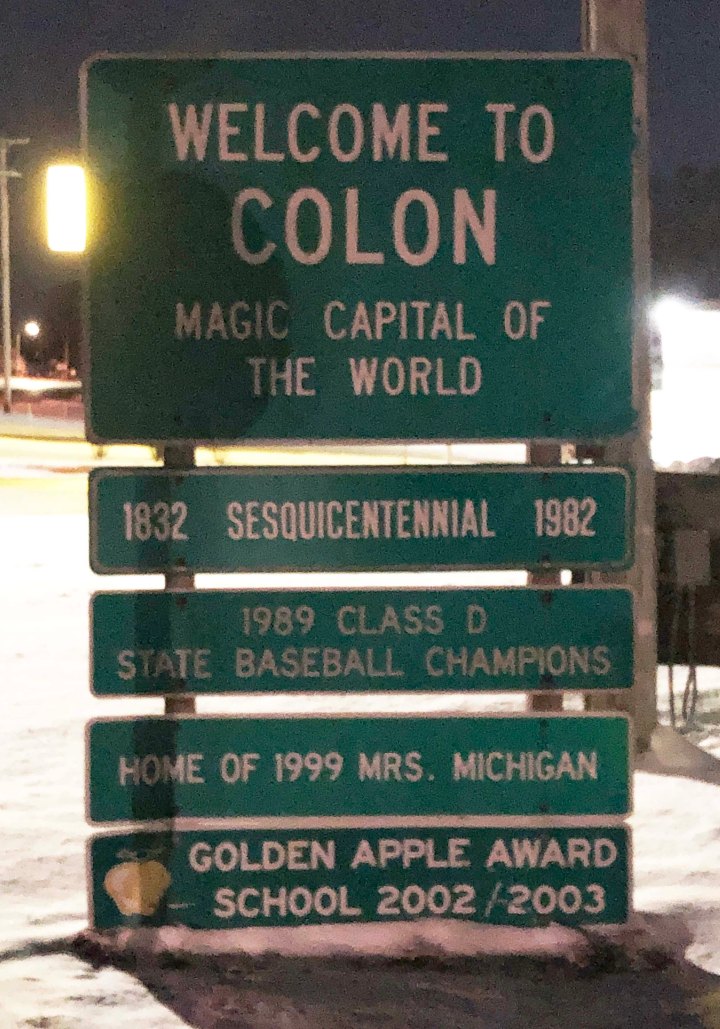 WELCOME TO
COLON
MAGIC CAPITAL OF
THE WORLD
1832 SESQUICENTENNIAL 1982
1989 CLASS D
STATE BASEBALL CHAMPIONS
HOME OF 1999 MRS. MICHIGAN
GOLDEN APPLE AWARD
SCHOOL 2002/2003